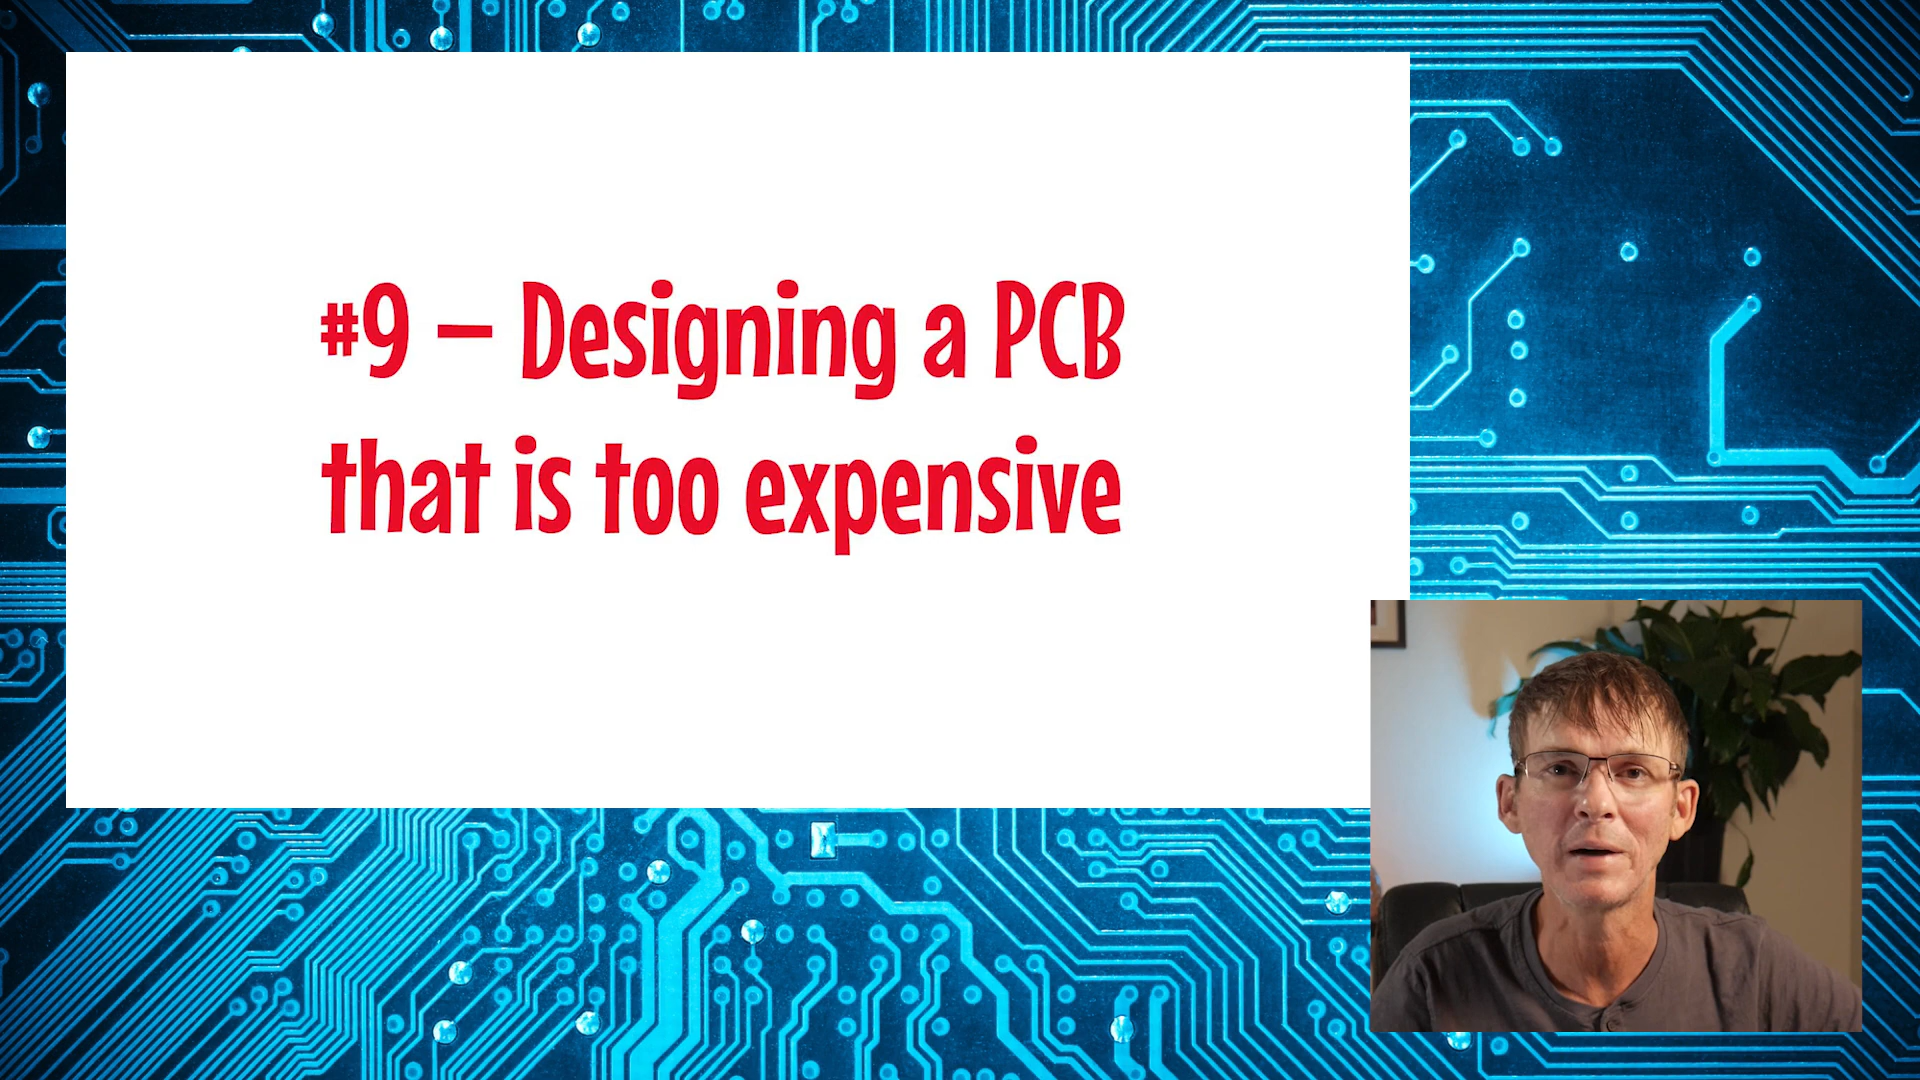 #9 – Designing a PCB
that is too expensive